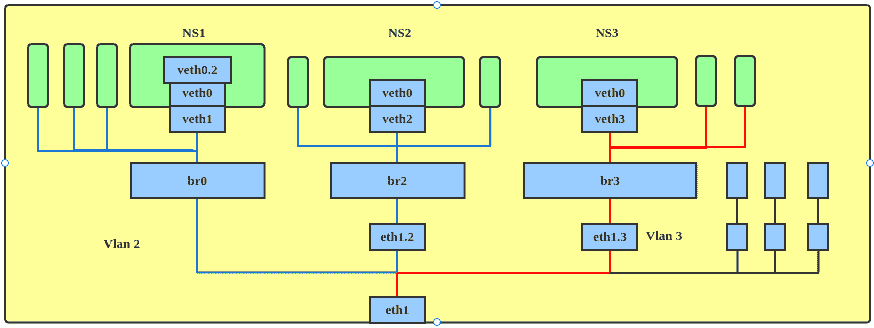 NS1 NS2 NS3
veth0.2
veth0 veth0 veth0
veth1 veth2 veth3
br0 br2 br3
Vlan 2 eth1.2 eth1.3 Vlan 3
eth1